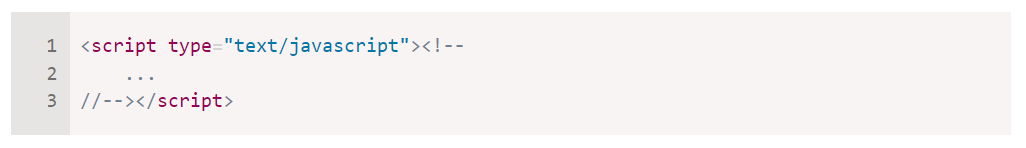 1 <script type="text/javascript"><!--
2     ...
3 //--></script>